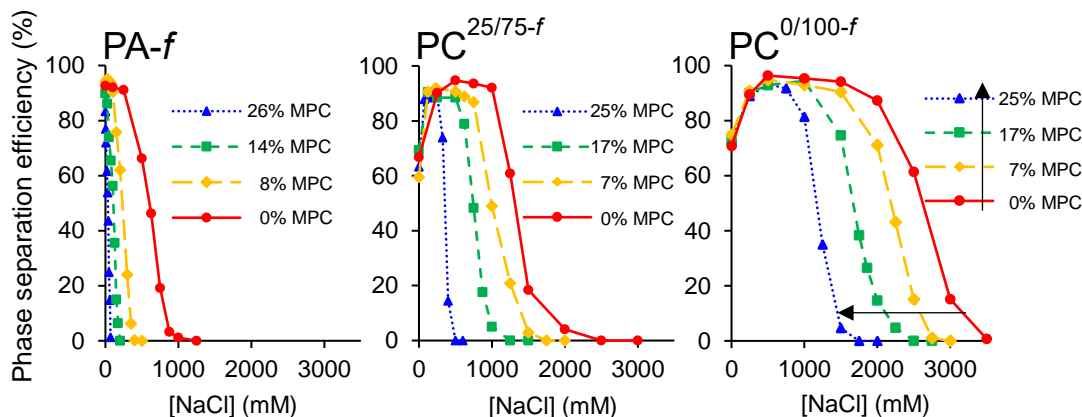 Phase separation efficiency (%)
PA-f
100
80
60
40
20
0
0
1000
2000
3000
[NaCl] (mM)
26% MPC
14% MPC
8% MPC
0% MPC
PC25/75-f
100
80
60
40
20
0
0
1000
2000
3000
[NaCl] (mM)
25% MPC
17% MPC
7% MPC
0% MPC
PC0/100-f
100
80
60
40
20
0
0
1000
2000
3000
[NaCl] (mM)
25% MPC
17% MPC
7% MPC
0% MPC